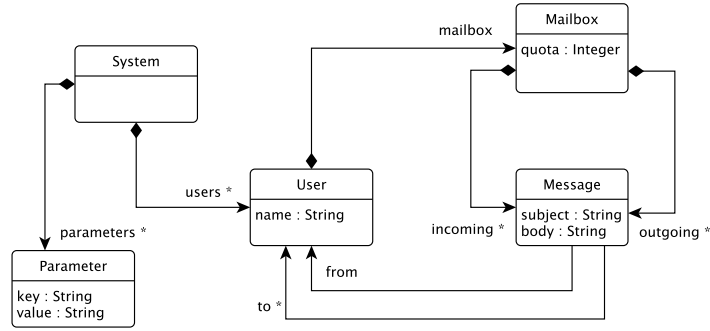 Mailbox
quota : Integer
mailbox
System
users *
User
name : String
Message
subject : String
body : String
incoming *
outgoing *
parameters *
Parameter
key : String
value : String
from
to *